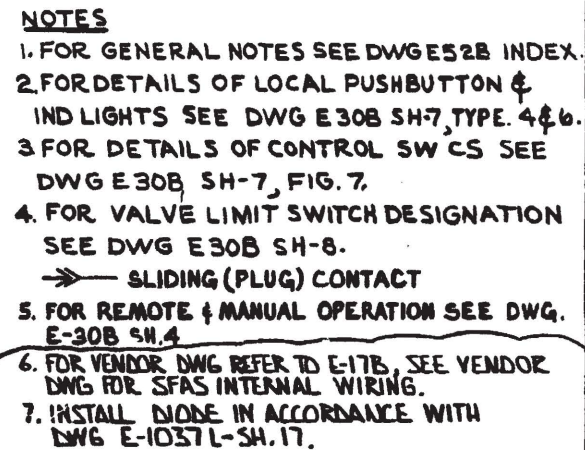 NOTES
1. FOR GENERAL NOTES SEE DWG E52B INDEX.
2. FOR DETAILS OF LOCAL PUSHBUTTON &
IND LIGHTS SEE DWG E30B SH-7, TYPE. 4 & 6.
3 FOR DETAILS OF CONTROL SW CS SEE
DWG E30B, SH-7, FIG. 7.
4. FOR VALVE LIMIT SWITCH DESIGNATION
SEE DWG E30B SH-8.
SLIDING (PLUG) CONTACT
5. FOR REMOTE & MANUAL OPERATION SEE DWG.
E-30B SH.4
6. FOR VENDOR DWG REFER TO E-17B, SEE VENDOR
DWG FOR SFAS INTERNAL WIRING.
7. INSTALL DIODE IN ACCORDANCE WITH
DWG E-1037L-SH.17.